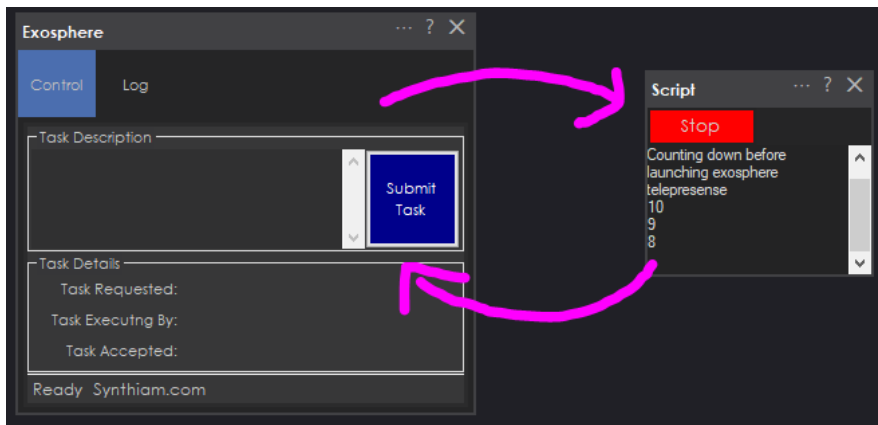 Exosphere ... ? X
Control Log
Task Description
Submit
Task
Task Details
Task Requested:
Task Executng By:
Task Accepted:
Ready Synthiam.com
Script ... ? X
Stop
Counting down before
launching exosphere
telepresense
10
9
8